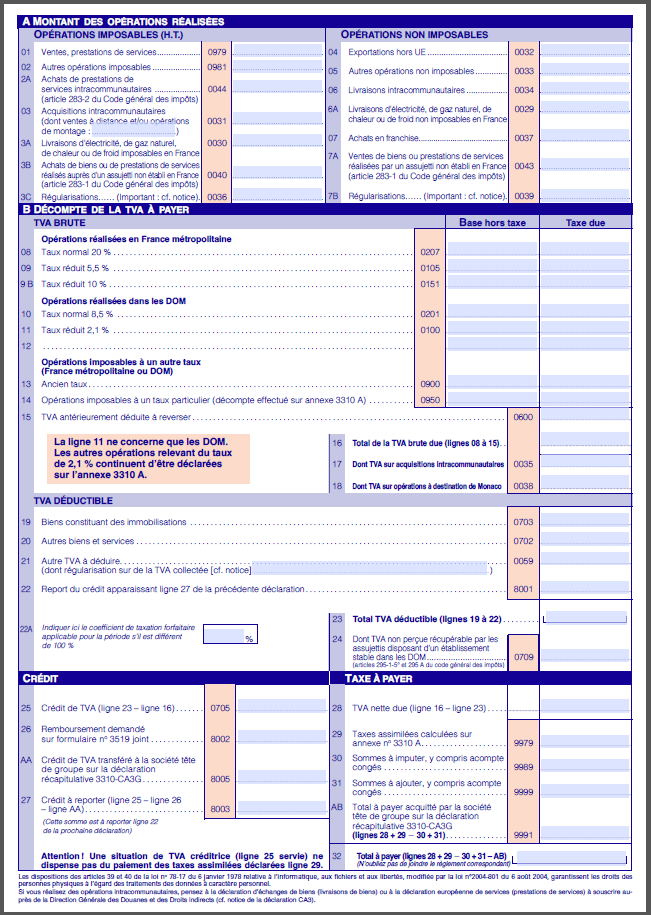 A MONTANT DES OPÉRATIONS RÉALISÉES
OPÉRATIONS IMPOSABLES (H.T.)
01 Ventes, prestations de services 0979
02 Autres opérations imposables 0981
2A Achats de prestations de
services intracommunautaires 0044
(article 283-2 du Code général des impôts)
03 Acquisitions intracommunautaires
(dont ventes à distance et/ou opérations 0031
de montage : )
3A Livraisons d'électricité, de gaz naturel, 0030
de chaleur ou de froid imposables en France
3B Achats de biens ou de prestations de services
réalisés auprès d'un assujetti non établi en France 0040
(article 283-1 du Code général des impôts)
3C Régularisations...... (Important : cf. notice). 0036
OPÉRATIONS NON IMPOSABLES
04 Exportations hors UE 0032
05 Autres opérations non imposables 0033
06 Livraisons intracommunautaires 0034
6A Livraisons d'électricité, de gaz naturel, de 0029
chaleur ou de froid non imposables en France
07 Achats en franchise 0037
7A Ventes de biens ou prestations de services
réalisées par un assujetti non établi en France 0043
(article 283-1 du Code général des impôts)
7B Régularisations...... (Important : cf. notice). 0039
B DÉCOMPTE DE LA TVA À PAYER
TVA BRUTE Base hors taxe Taxe due
Opérations réalisées en France métropolitaine
08 Taux normal 20 % 0207
09 Taux réduit 5,5 % 0105
9 B Taux réduit 10 % 0151
Opérations réalisées dans les DOM
10 Taux normal 8,5 % 0201
11 Taux réduit 2,1 % 0100
12
Opérations imposables à un autre taux
(France métropolitaine ou DOM)
13 Ancien taux 0900
14 Opérations imposables à un taux particulier (décompte effectué sur annexe 3310 A) 0950
15 TVA antérieurement déduite à reverser 0600
La ligne 11 ne concerne que les DOM.
Les autres opérations relevant du taux
de 2,1 % continuent d'être déclarées
sur l'annexe 3310 A.
16 Total de la TVA brute due (lignes 08 à 15)
17 Dont TVA sur acquisitions intracommunautaires 0035
18 Dont TVA sur opérations à destination de Monaco 0038
TVA DÉDUCTIBLE
19 Biens constituant des immobilisations 0703
20 Autres biens et services 0702
21 Autre TVA à déduire 0059
(dont régularisation sur de la TVA collectée [cf. notice] )
22 Report du crédit apparaissant ligne 27 de la précédente déclaration 8001
22A Indiquer ici le coefficient de taxation forfaitaire
applicable pour la période s'il est différent
de 100 %
%
23 Total TVA déductible (lignes 19 à 22)
24 Dont TVA non perçue récupérable par les
assujettis disposant d'un établissement
stable dans les DOM 0709
(articles 295-1-5° et 295 A du code général des impôts)
CRÉDIT
25 Crédit de TVA (ligne 23 – ligne 16) 0705
26 Remboursement demandé
sur formulaire n° 3519 joint 8002
AA Crédit de TVA transféré à la société tête
de groupe sur la déclaration
récapitulative 3310-CA3G 8005
27 Crédit à reporter (ligne 25 – ligne 26
– ligne AA) 8003
(Cette somme est à reporter ligne 22
de la prochaine déclaration)
Attention ! Une situation de TVA créditrice (ligne 25 servie) ne
dispense pas du paiement des taxes assimilées déclarées ligne 29.
TAXE À PAYER
28 TVA nette due (ligne 16 – ligne 23)
29 Taxes assimilées calculées sur
annexe n° 3310 A 9979
30 Sommes à imputer, y compris acompte
congés 9989
31 Sommes à ajouter, y compris acompte
congés 9999
AB Total à payer acquitté par la société
tête de groupe sur la déclaration
récapitulative 3310-CA3G
(lignes 28 + 29 – 30 + 31) 9991
32 Total à payer (lignes 28 + 29 – 30 + 31 – AB)
(N'oubliez pas de joindre le règlement correspondant)
Les dispositions des articles 39 et 40 de la loi n° 78-17 du 6 janvier 1978 relative à l'informatique, aux fichiers et aux libertés, modifiée par la loi n°2004-801 du 6 août 2004, garantissent les droits des
personnes physiques à l'égard des traitements des données à caractère personnel.
Si vous réalisez des opérations intracommunautaires, pensez à la déclaration d'échanges de biens (livraisons de biens) ou à la déclaration européenne de services (prestations de services) à souscrire au-
près de la Direction Générale des Douanes et des Droits indirects (cf. notice de la déclaration CA3).